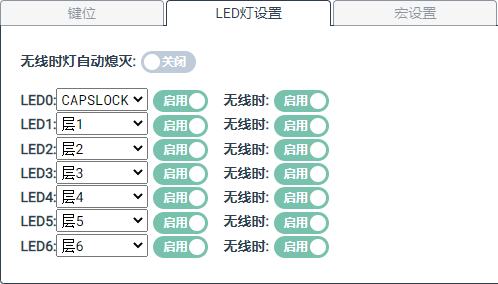 键位 LED灯设置 宏设置
无线时灯自动熄灭: 关闭
LED0: CAPSLOCK 启用 无线时: 启用
LED1: 层1 启用 无线时: 启用
LED2: 层2 启用 无线时: 启用
LED3: 层3 启用 无线时: 启用
LED4: 层4 启用 无线时: 启用
LED5: 层5 启用 无线时: 启用
LED6: 层6 启用 无线时: 启用